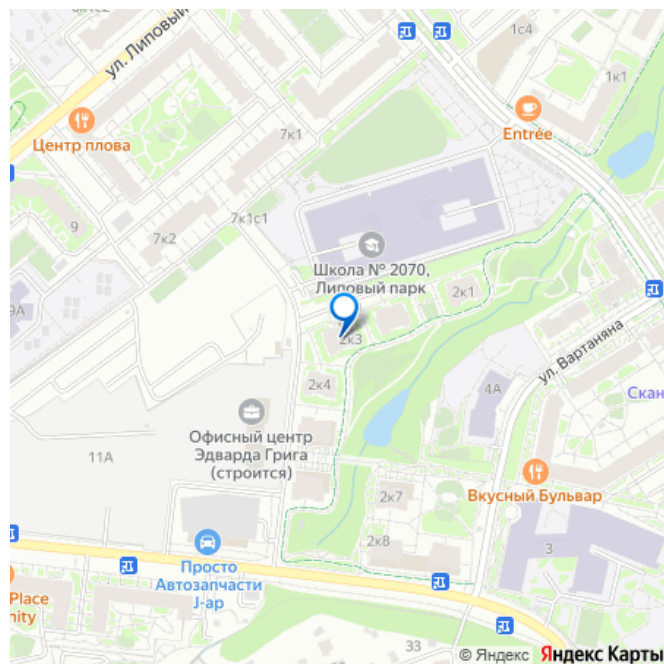 ул. Липовый
1с4
1к1
Entrée
Центр плова
7к1
7к1с1
9
7к2
Школа № 2070,
Липовый парк
2к1
9А
2к3
ул. Вартаняна
2к4
4А
Скан
Офисный центр
Эдварда Грига
(строится)
11А
Вкусный Бульвар
2к7
2к8
3
Просто
Автозапчасти
J-ap
Place
nity
33
© Яндекс Яндекс Карты